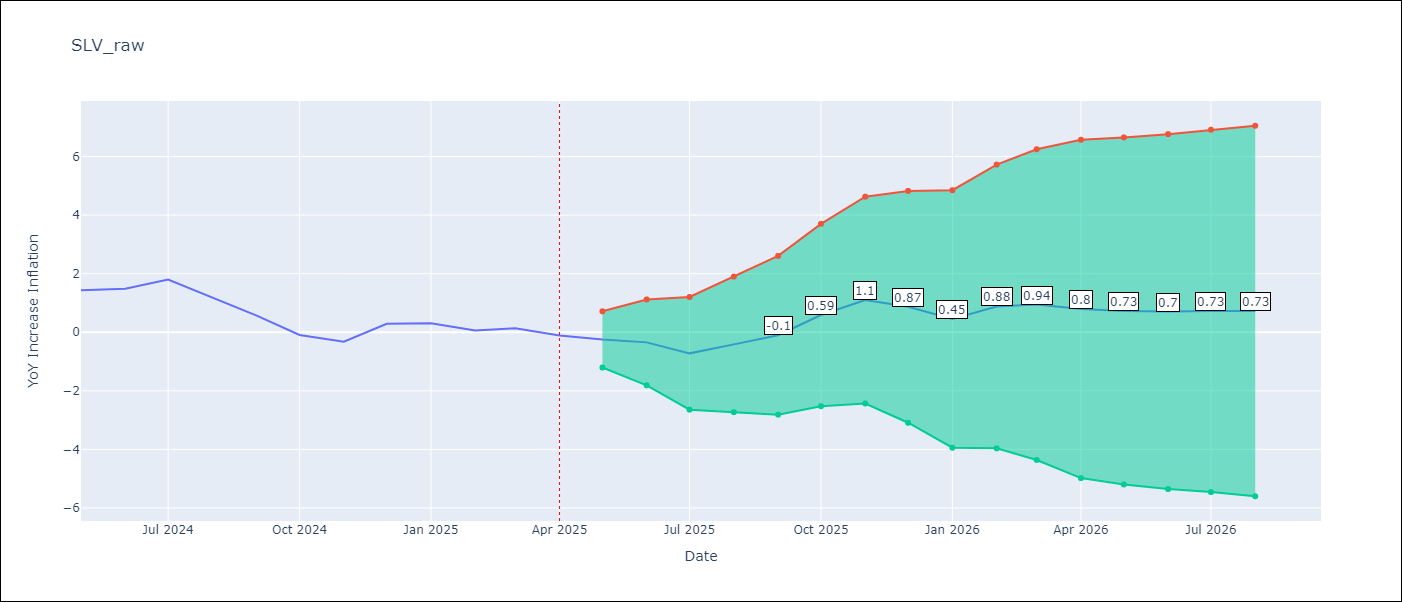 SLV_raw
YoY Increase Inflation
6
4
2
0
−2
−4
−6
-0.1
0.59
1.1
0.87
0.45
0.88
0.94
0.8
0.73
0.7
0.73
0.73
Jul 2024
Oct 2024
Jan 2025
Apr 2025
Jul 2025
Oct 2025
Jan 2026
Apr 2026
Jul 2026
Date